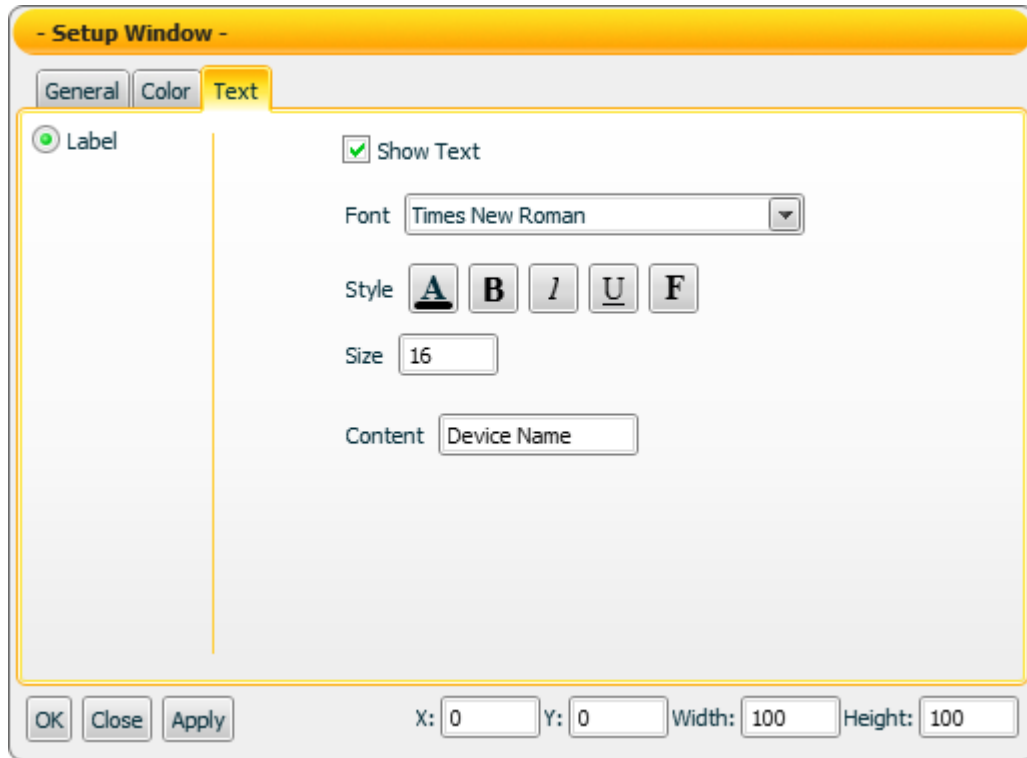 - Setup Window -
General Color Text
Label
Show Text
Font Times New Roman
Style A B I U F
Size 16
Content Device Name
OK Close Apply X: 0 Y: 0 Width: 100 Height: 100